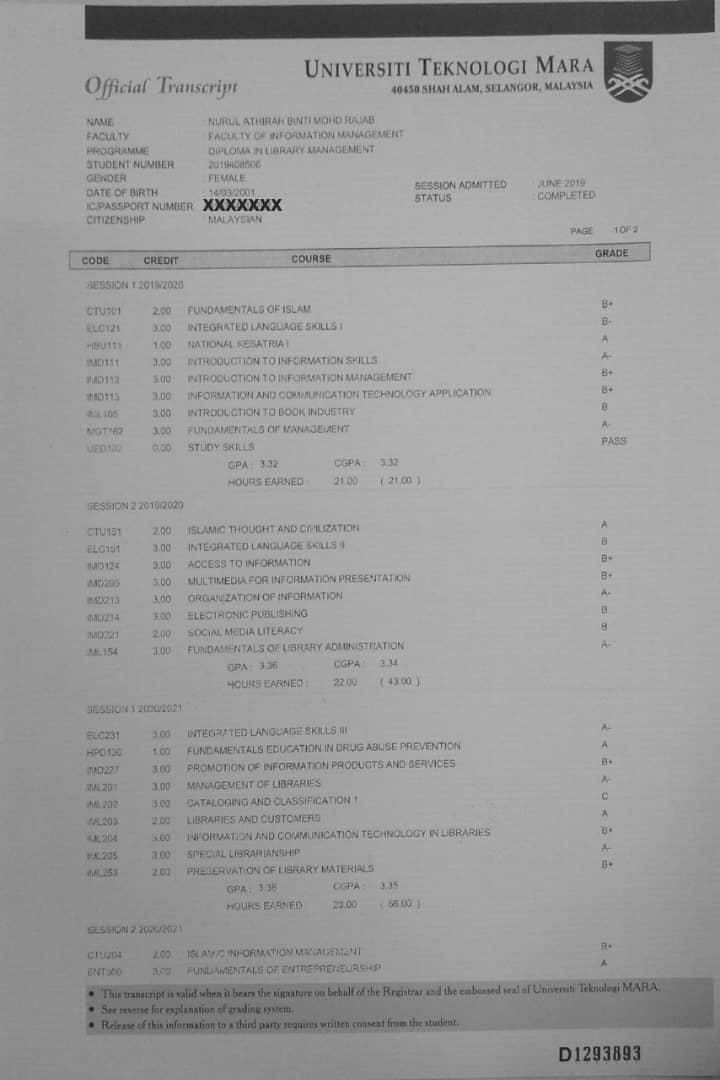 Official Transcript
UNIVERSITI TEKNOLOGI MARA
40450 SHAH ALAM, SELANGOR, MALAYSIA
NAME : NURUL ATHIRAH BINTI MOHD RAJAB
FACULTY : FACULTY OF INFORMATION MANAGEMENT
PROGRAMME : DIPLOMA IN LIBRARY MANAGEMENT
STUDENT NUMBER : 2019408506
GENDER : FEMALE
DATE OF BIRTH : 14/03/2001
IC/PASSPORT NUMBER XXXXXXX
CITIZENSHIP : MALAYSIAN
SESSION ADMITTED : JUNE 2019
STATUS : COMPLETED
PAGE 1 OF 2
CODE CREDIT COURSE GRADE
SESSION 1 2019/2020
CTU101 2.00 FUNDAMENTALS OF ISLAM B+
ELC121 3.00 INTEGRATED LANGUAGE SKILLS I B-
HBU111 1.00 NATIONAL KESATRIA I A
IMD111 3.00 INTRODUCTION TO INFORMATION SKILLS A-
IMD112 3.00 INTRODUCTION TO INFORMATION MANAGEMENT B+
IMD113 3.00 INFORMATION AND COMMUNICATION TECHNOLOGY APPLICATION B+
IML105 3.00 INTRODUCTION TO BOOK INDUSTRY B
MGT162 3.00 FUNDAMENTALS OF MANAGEMENT A-
UED102 0.00 STUDY SKILLS PASS
GPA : 3.32 CGPA : 3.32
HOURS EARNED : 21.00 ( 21.00 )
SESSION 2 2019/2020
CTU151 2.00 ISLAMIC THOUGHT AND CIVILIZATION A
ELC151 3.00 INTEGRATED LANGUAGE SKILLS II B
IMD124 3.00 ACCESS TO INFORMATION B+
3.00 MULTIMEDIA FOR INFORMATION PRESENTATION B+
IMD213 3.00 ORGANIZATION OF INFORMATION A-
IMD214 3.00 ELECTRONIC PUBLISHING B
IMD221 2.00 SOCIAL MEDIA LITERACY B
IML154 3.00 FUNDAMENTALS OF LIBRARY ADMINISTRATION A-
GPA : 3.36 CGPA : 3.34
HOURS EARNED : 22.00 ( 43.00 )
SESSION 1 2020/2021
ELC231 3.00 INTEGRATED LANGUAGE SKILLS III A-
1.00 FUNDAMENTALS EDUCATION IN DRUG ABUSE PREVENTION A
IMD227 3.00 PROMOTION OF INFORMATION PRODUCTS AND SERVICES B+
IML201 3.00 MANAGEMENT OF LIBRARIES A-
IML202 3.00 CATALOGING AND CLASSIFICATION 1 C
IML203 2.00 LIBRARIES AND CUSTOMERS A
IML204 3.00 INFORMATION AND COMMUNICATION TECHNOLOGY IN LIBRARIES B+
IML205 3.00 SPECIAL LIBRARIANSHIP A-
IML253 2.00 PRESERVATION OF LIBRARY MATERIALS B+
GPA : CGPA : 3.35
HOURS EARNED 23.00 ( 66.00 )
SESSION 2 2020/2021
CTU204 2.00 ISLAMIC INFORMATION MANAGEMENT B+
ENT300 3.00 FUNDAMENTALS OF ENTREPRENEURSHIP A
• This transcript is valid when it bears the signature on behalf of the Registrar and the embossed seal of Universiti Teknologi MARA.
• See reverse for explanation of grading system.
• Release of this information to a third party requires written consent from the student.
D1293893